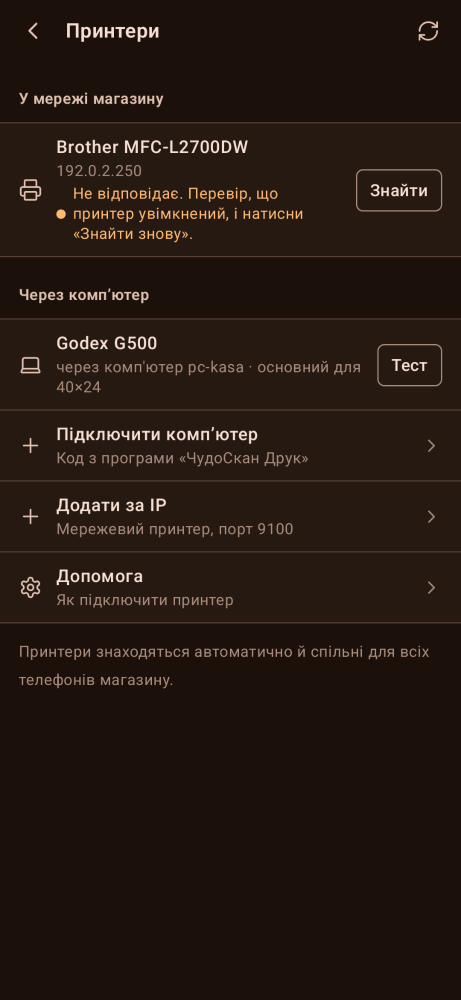 Принтери
У мережі магазину
Brother MFC-L2700DW
192.0.2.250
Не відповідає. Перевір, що
принтер увімкнений, і натисни
«Знайти знову».
Знайти
Через комп’ютер
Godex G500
через комп'ютер pc-kasa · основний для
40×24
Тест
Підключити комп’ютер
Код з програми «ЧудоСкан Друк»
Додати за IP
Мережевий принтер, порт 9100
Допомога
Як підключити принтер
Принтери знаходяться автоматично й спільні для всіх
телефонів магазину.